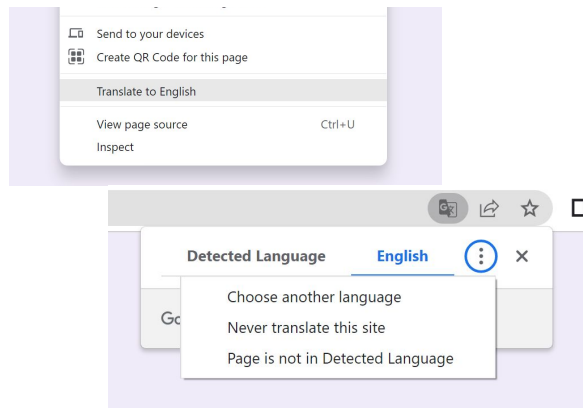 Send to your devices
Create QR Code for this page
Translate to English
View page source Ctrl+U
Inspect
Detected Language English
Choose another language
Go
Never translate this site
Page is not in Detected Language